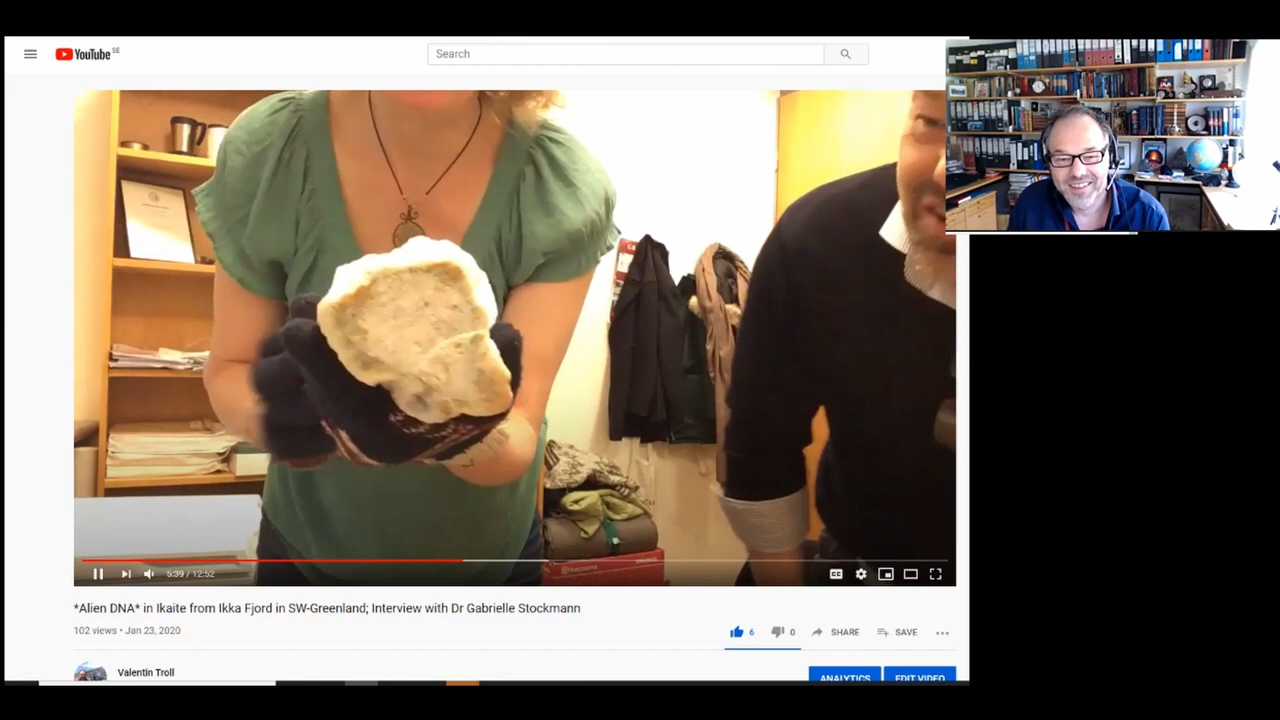 YouTube SE
Search
5:39 / 12:52
CC
*Alien DNA* in Ikaite from Ikka Fjord in SW-Greenland; Interview with Dr Gabrielle Stockmann
102 views • Jan 23, 2020
6
0
SHARE
SAVE
Valentin Troll
ANALYTICS
EDIT VIDEO